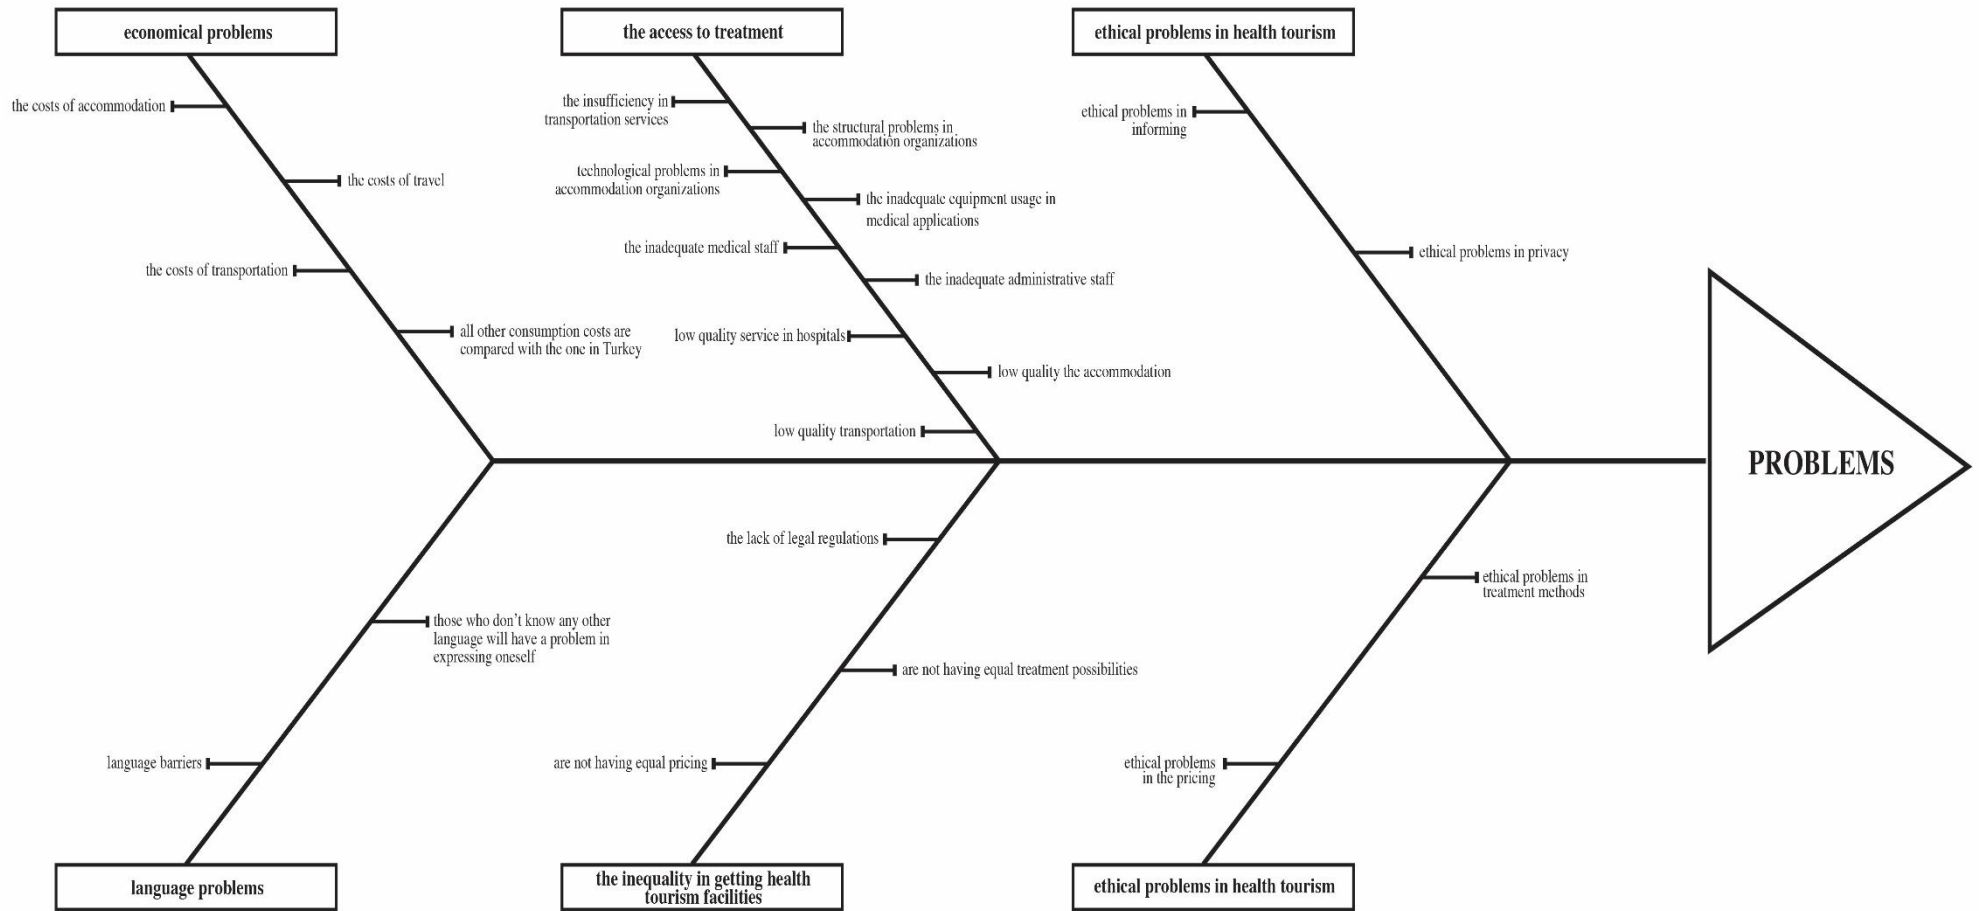 economical problems
the costs of accommodation
the costs of travel
the costs of transportation
all other consumption costs are
compared with the one in Turkey
the access to treatment
the insufficiency in
transportation services
the structural problems in
accommodation organizations
technological problems in
accommodation organizations
the inadequate equipment usage in
medical applications
the inadequate medical staff
the inadequate administrative staff
low quality service in hospitals
low quality the accommodation
low quality transportation
ethical problems in health tourism
ethical problems in
informing
ethical problems in privacy
PROBLEMS
those who don't know any other
language will have a problem in
expressing oneself
language barriers
language problems
the lack of legal regulations
are not having equal treatment possibilities
are not having equal pricing
the inequality in getting health
tourism facilities
ethical problems in
treatment methods
ethical problems
in the pricing
ethical problems in health tourism